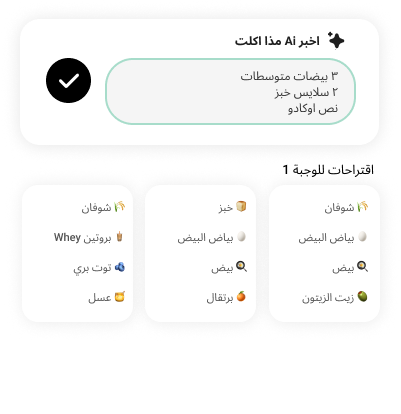 اخبر Ai مذا اكلت
٣ بيضات متوسطات
٢ سلايس خبز
نص اوكادو
اقتراحات للوجبة 1
شوفان
بياض البيض
بيض
زيت الزيتون
خبز
بياض البيض
بيض
برتقال
شوفان
بروتين Whey
توت بري
عسل